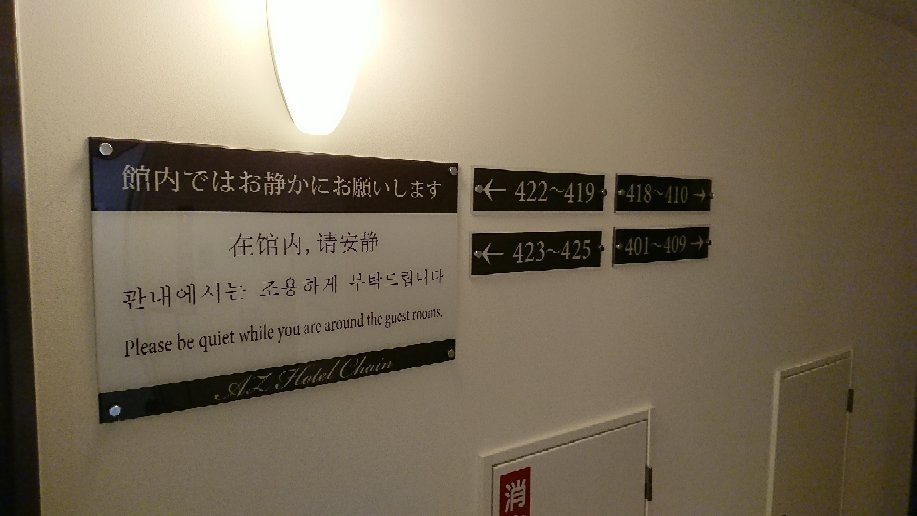 館内ではお静かにお願いします
在馆内,请安静
관내에서는 조용하게 부탁드립니다
Please be quiet while you are around the guest rooms.
AZ Hotel Chain
← 422～419
418～410 →
← 423～425
401～409 →
消